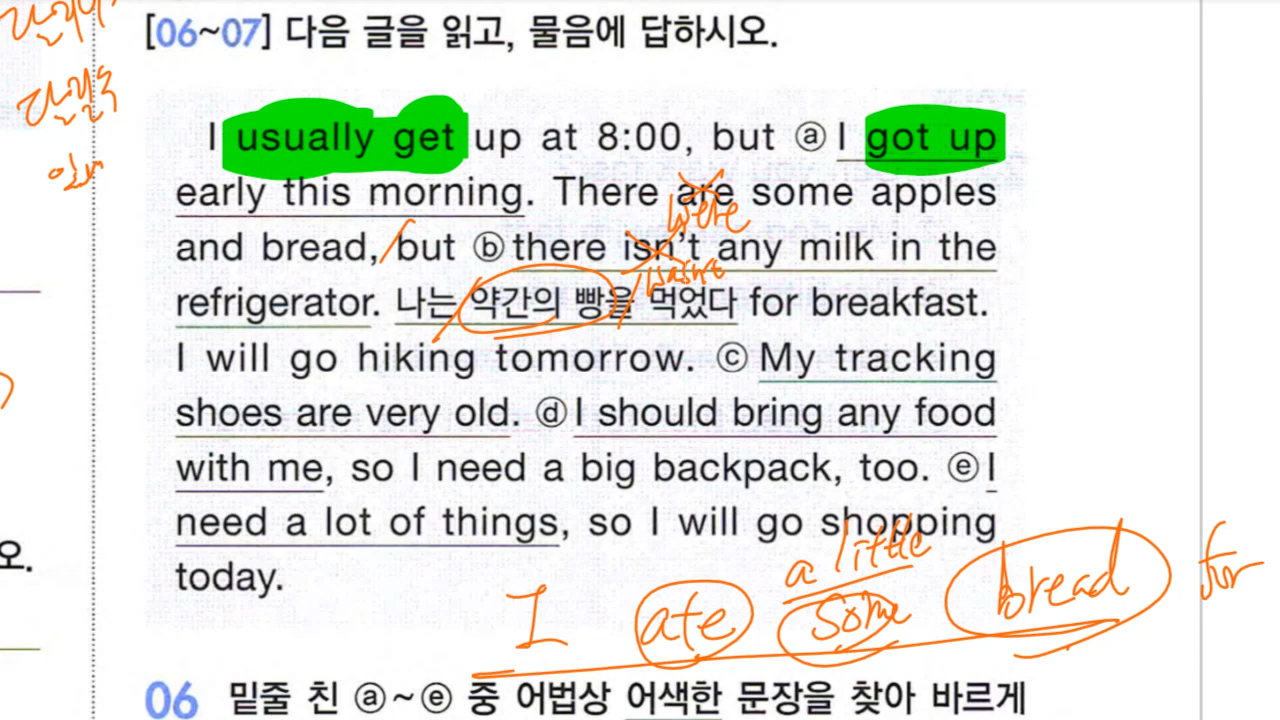 [06~07] 다음 글을 읽고, 물음에 답하시오.
I usually get up at 8:00, but ⓐ I got up
early this morning. There are some apples
were
and bread, but ⓑ there isn't any milk in the
wasn't
refrigerator. 나는 약간의 빵을 먹었다 for breakfast.
I will go hiking tomorrow. ⓒ My tracking
shoes are very old. ⓓ I should bring any food
with me, so I need a big backpack, too. ⓔ I
need a lot of things, so I will go shopping
오.
today.
a little
I ate some bread for
06 밑줄 친 ⓐ~ⓔ 중 어법상 어색한 문장을 찾아 바르게